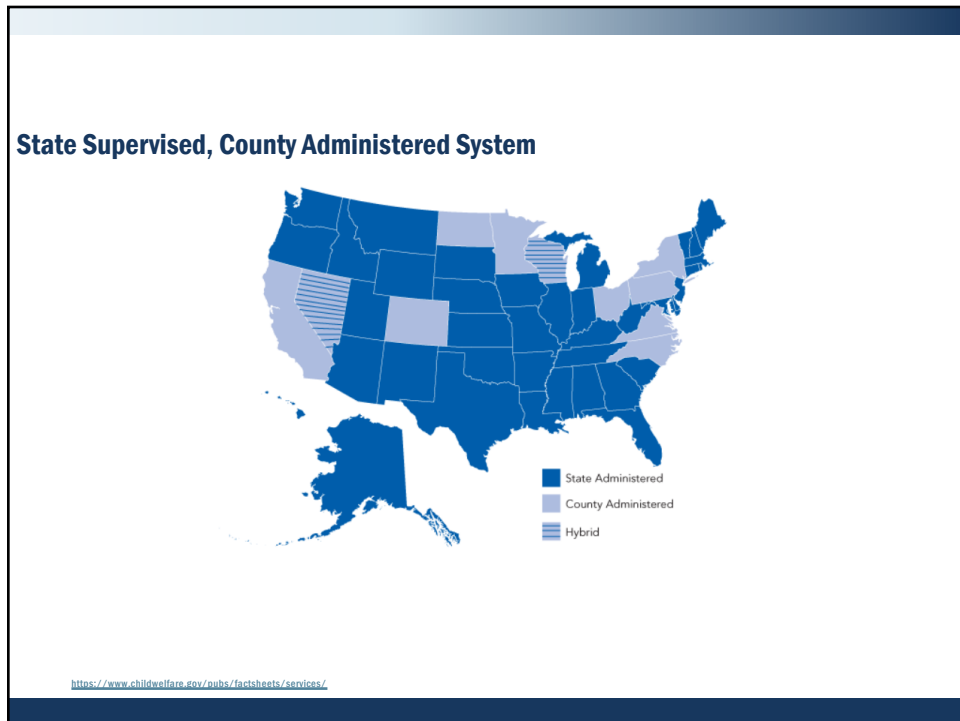 State Supervised, County Administered System
State Administered
County Administered
Hybrid
https://www.childwelfare.gov/pubs/factsheets/services/